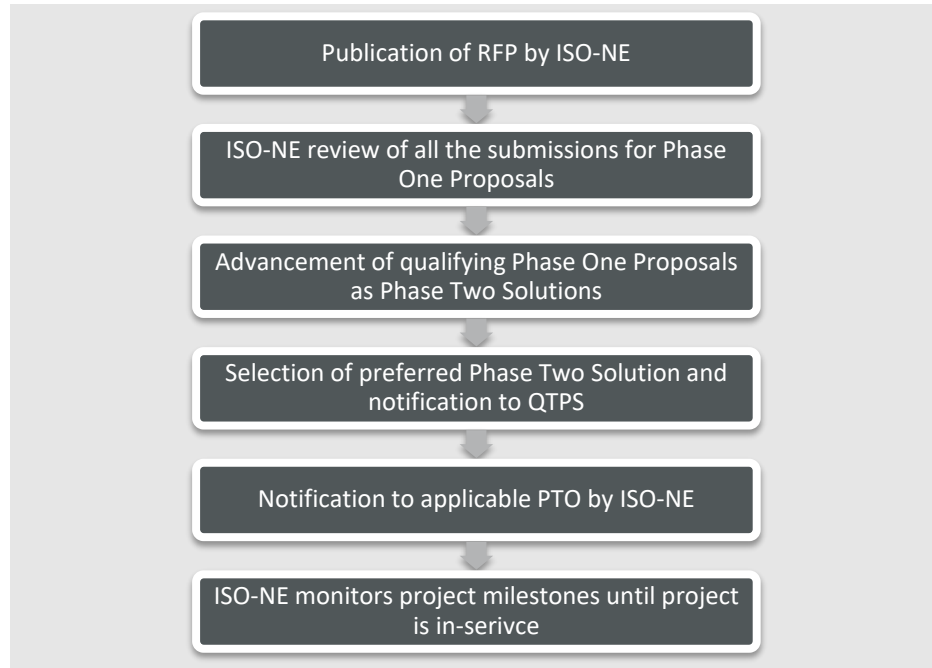 Publication of RFP by ISO-NE
ISO-NE review of all the submissions for Phase
One Proposals
Advancement of qualifying Phase One Proposals
as Phase Two Solutions
Selection of preferred Phase Two Solution and
notification to QTPS
Notification to applicable PTO by ISO-NE
ISO-NE monitors project milestones until project
is in-serivce